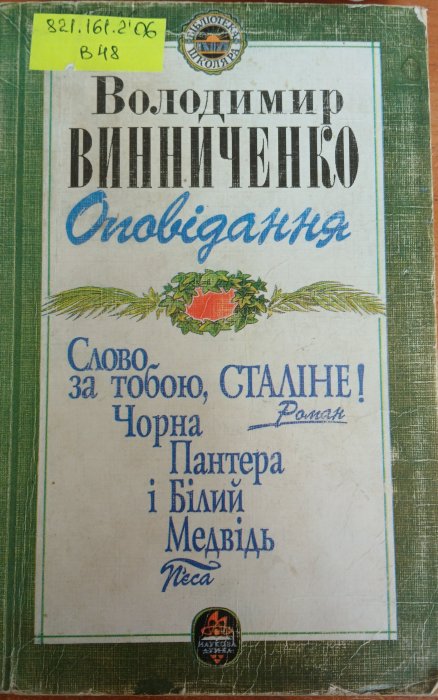 821.161.2'06
В 48
БІБЛІОТЕКА
ШКОЛЯРА
Володимир
ВИННИЧЕНКО
Оповідання
Слово
за тобою, СТАЛІНЕ!
Роман
Чорна
Пантера
і Білий
Медвідь
П'єса
НАУКОВА
ДУМКА